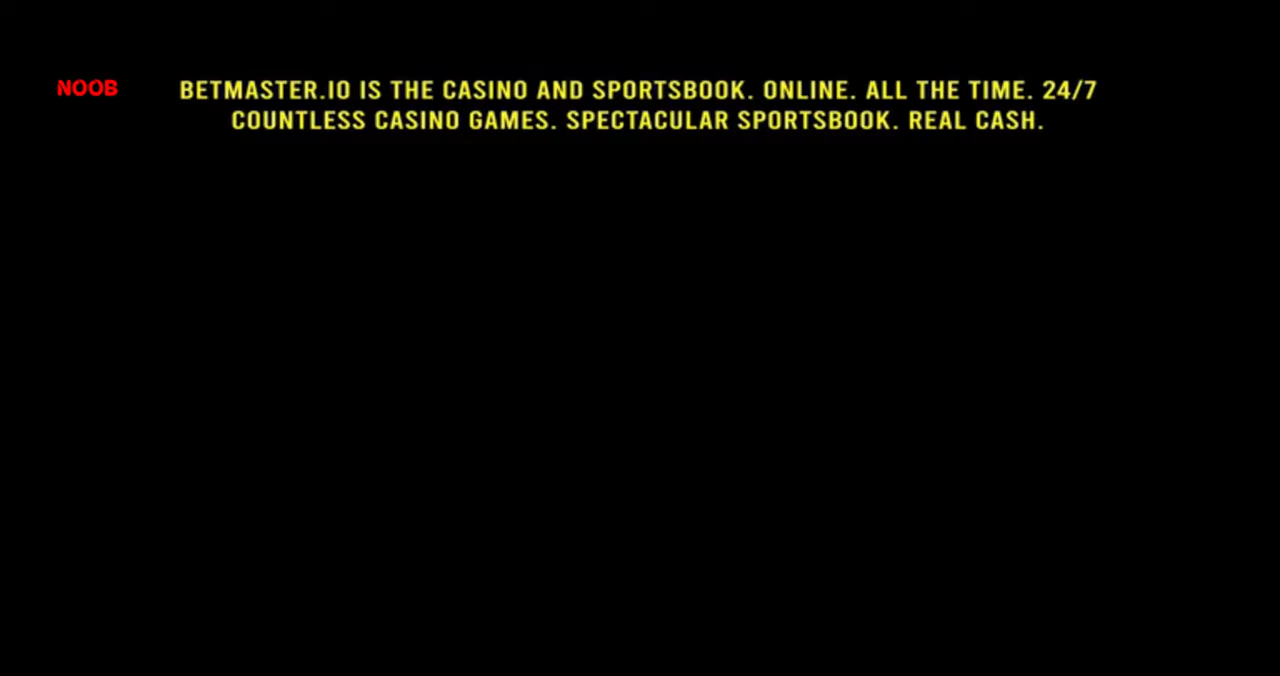 NOOB
BETMASTER.IO IS THE CASINO AND SPORTSBOOK. ONLINE. ALL THE TIME. 24/7
COUNTLESS CASINO GAMES. SPECTACULAR SPORTSBOOK. REAL CASH.